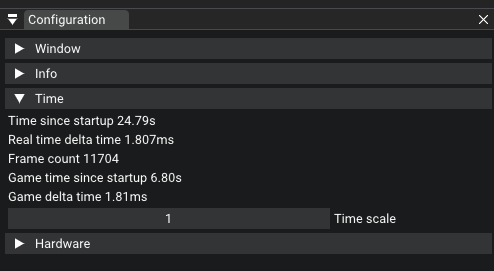 Configuration
Window
Info
Time
Time since startup 24.79s
Real time delta time 1.807ms
Frame count 11704
Game time since startup 6.80s
Game delta time 1.81ms
1 Time scale
Hardware